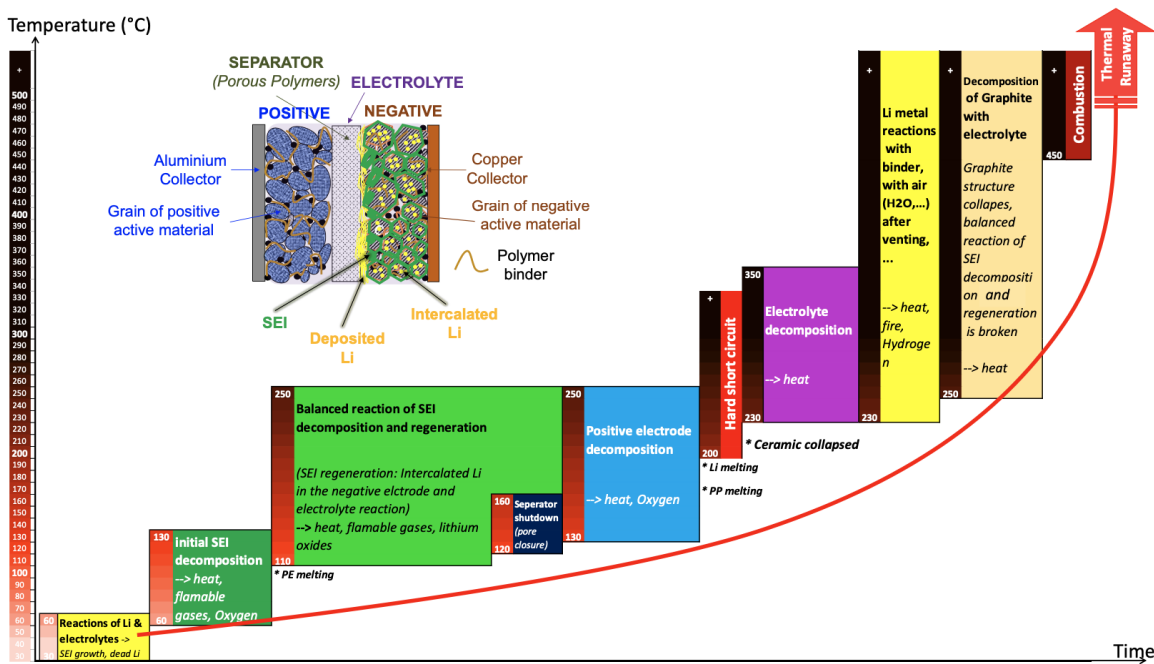 Temperature (°C)
+
500
490
480
470
460
450
440
430
420
410
400
390
380
370
360
350
340
330
320
310
300
290
280
270
260
250
240
230
220
210
200
190
180
170
160
150
140
130
120
110
100
90
80
70
60
50
40
30
SEPARATOR
(Porous Polymers)
ELECTROLYTE
POSITIVE
NEGATIVE
Aluminium
Collector
Grain of positive
active material
Copper
Collector
Grain of negative
active material
Polymer
binder
SEI
Deposited
Li
Intercalated
Li
60
30
Reactions of Li &
electrolytes ->
SEI growth, dead Li
130
60
initial SEI
decomposition
--> heat,
flamable
gases, Oxygen
250
110
Balanced reaction of SEI
decomposition and regeneration
(SEI regeneration: Intercalated Li
in the negative elctrode and
electrolyte reaction)
--> heat, flamable gases, lithium
oxides
* PE melting
160
120
Seperator
shutdown
(pore
closure)
250
130
Positive electrode
decomposition
--> heat, Oxygen
+
200
Hard short circuit
* Li melting
* PP melting
350
230
Electrolyte
decomposition
--> heat
* Ceramic collapsed
+
230
Li metal
reactions with
binder,
with air
(H2O,...)
after
venting,
...
--> heat,
fire,
Hydroge
n
+
250
Decomposition
of Graphite
with
electrolyte
Graphite
structure
collapes,
balanced
reaction of
SEI
decompositi
on and
regeneration
is broken
--> heat
+
450
Combustion
Thermal
Runaway
Time